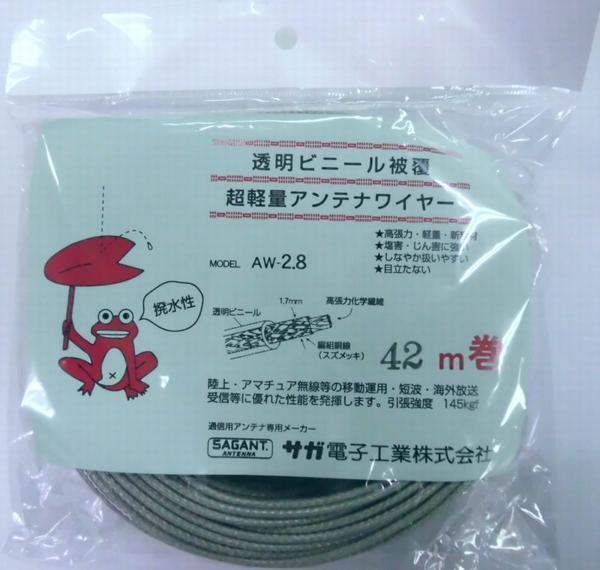 透明ビニール被覆
超軽量アンテナワイヤー
★高張力・軽量・新素材
★塩害・じん害に強い
★しなやか扱いやすい
★目立たない
MODEL AW-2.8
撥水性
透明ビニール
1.7mm
高張力化学繊維
編組銅線
(スズメッキ)
42 m巻
陸上・アマチュア無線等の移動運用・短波・海外放送
受信等に優れた性能を発揮します。引張強度 145kgf
通信用アンテナ専用メーカー
SAGANT
ANTENNA
サガ電子工業株式会社